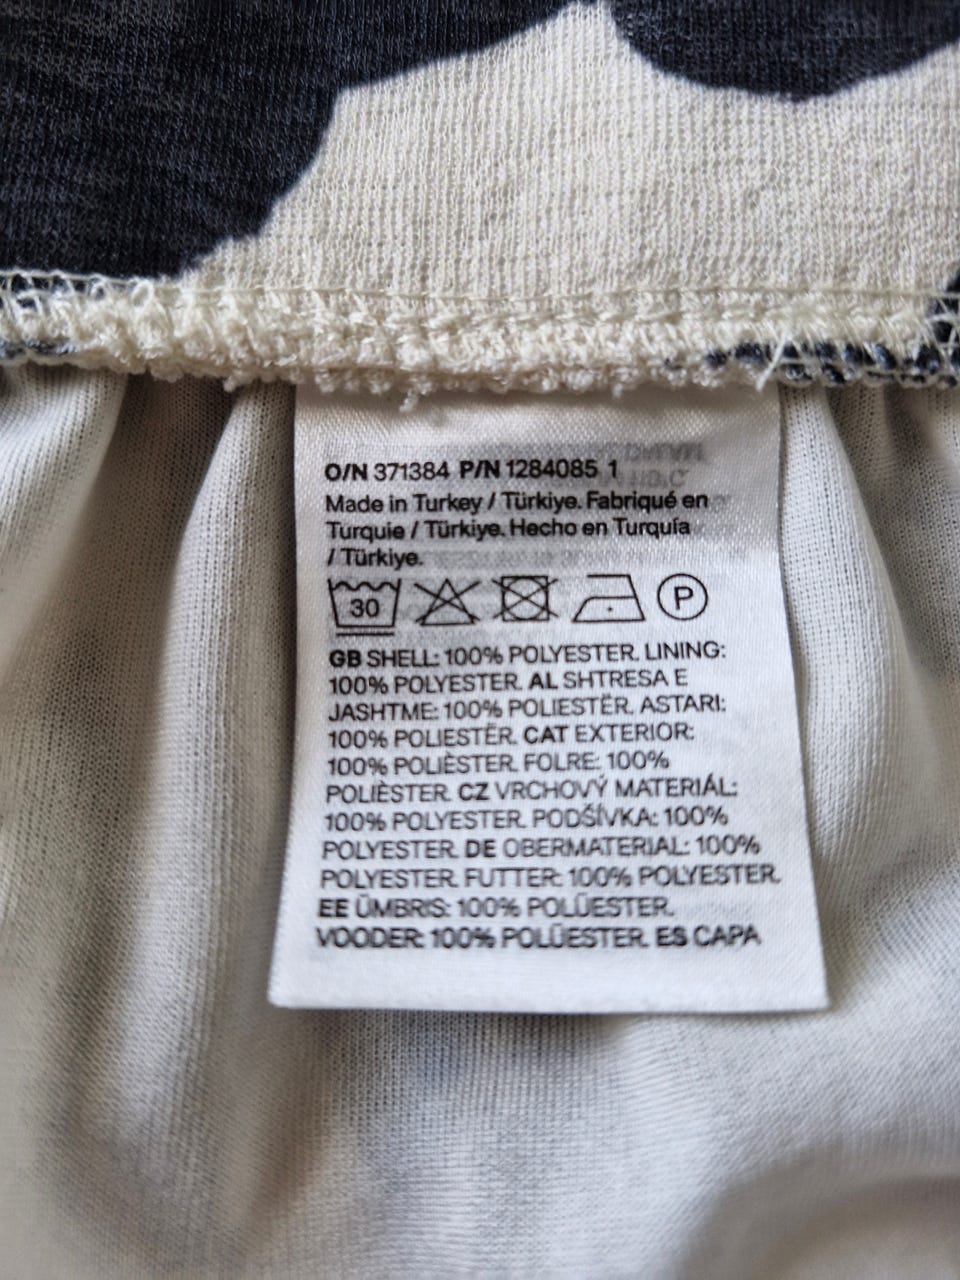 O/N 371384 P/N 1284085 1
Made in Turkey / Türkiye. Fabriqué en
Turquie / Türkiye. Hecho en Turquía
/ Türkiye.
30 P
GB SHELL: 100% POLYESTER. LINING:
100% POLYESTER. AL SHTRESA E
JASHTME: 100% POLIESTËR. ASTARI:
100% POLIESTËR. CAT EXTERIOR:
100% POLIÈSTER. FOLRE: 100%
POLIÈSTER. CZ VRCHOVÝ MATERIÁL:
100% POLYESTER. PODŠÍVKA: 100%
POLYESTER. DE OBERMATERIAL: 100%
POLYESTER. FUTTER: 100% POLYESTER.
EE ÜMBRIS: 100% POLÜESTER.
VOODER: 100% POLÜESTER. ES CAPA